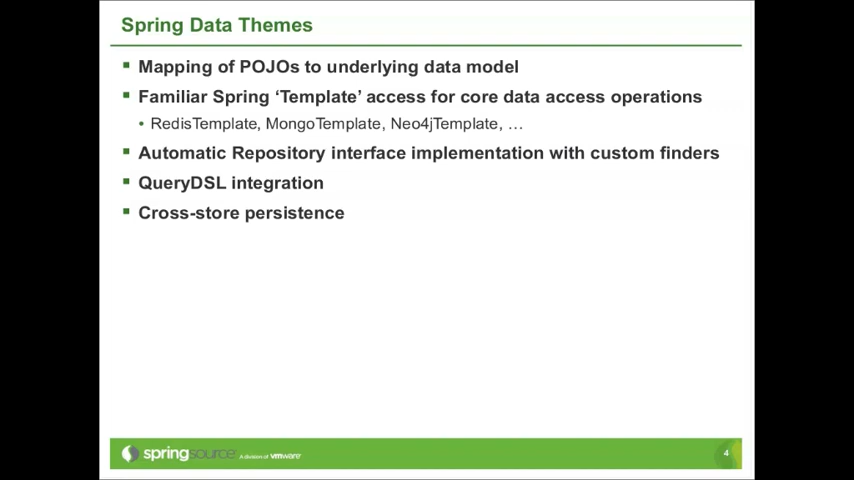 Spring Data Themes
Mapping of POJOs to underlying data model
Familiar Spring ‘Template’ access for core data access operations
• RedisTemplate, MongoTemplate, Neo4jTemplate, …
Automatic Repository interface implementation with custom finders
QueryDSL integration
Cross-store persistence
springsource A division of vmware
4